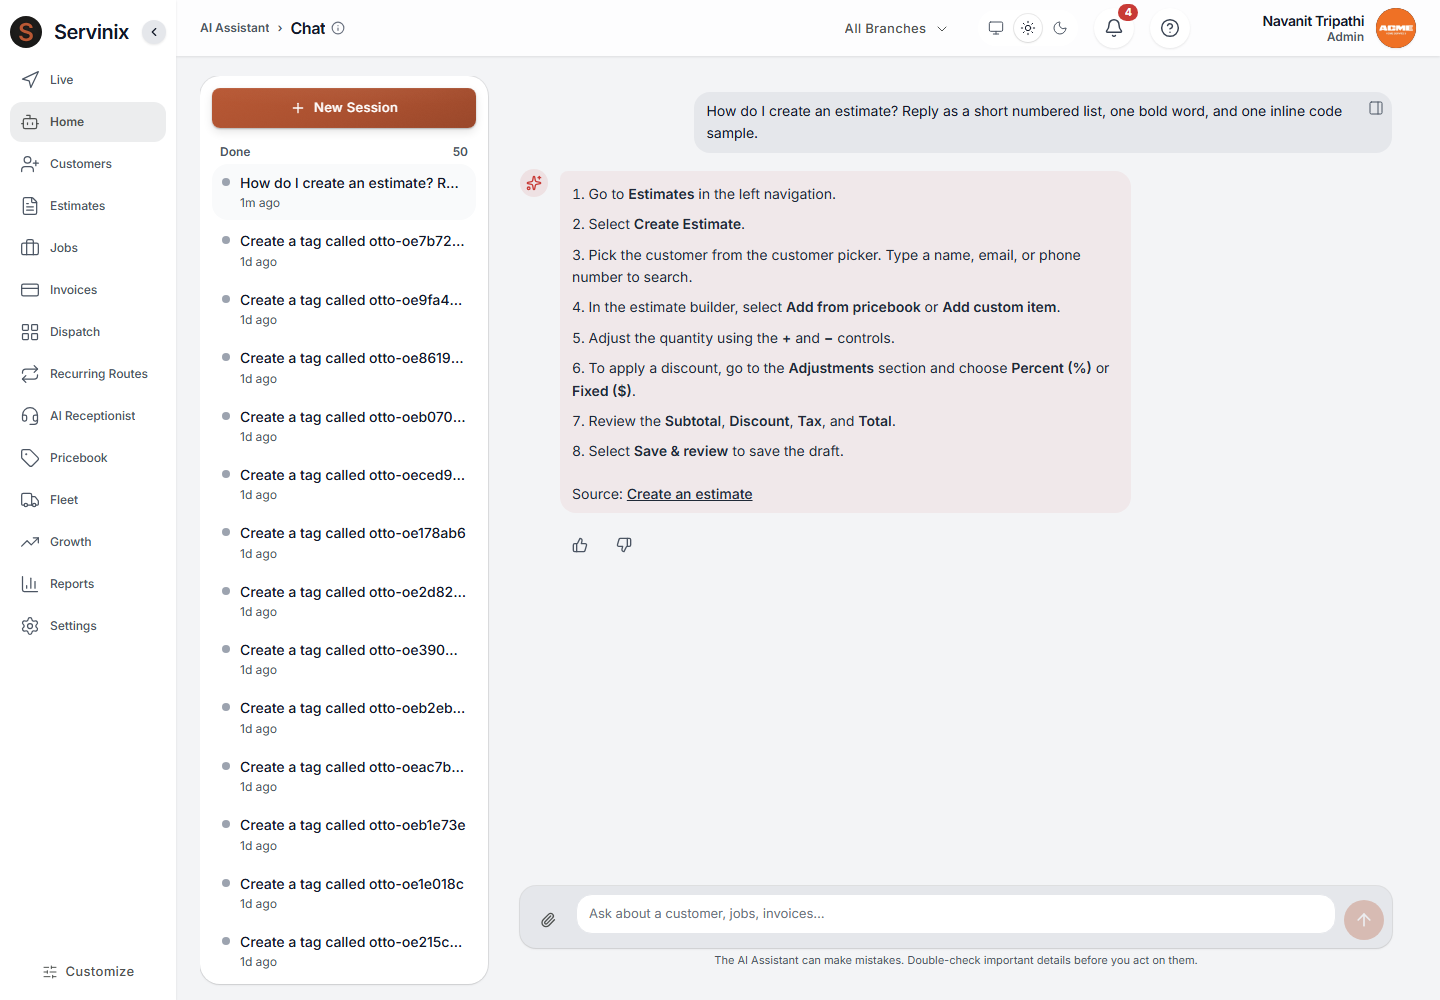 S Servinix
Live
Home
Customers
Estimates
Jobs
Invoices
Dispatch
Recurring Routes
AI Receptionist
Pricebook
Fleet
Growth
Reports
Settings
Customize
AI Assistant › Chat
All Branches
4
Navanit Tripathi
Admin
ACME
+ New Session
Done 50
How do I create an estimate? R...
1m ago
Create a tag called otto-oe7b72...
1d ago
Create a tag called otto-oe9fa4...
1d ago
Create a tag called otto-oe8619...
1d ago
Create a tag called otto-oeb070...
1d ago
Create a tag called otto-oeced9...
1d ago
Create a tag called otto-oe178ab6
1d ago
Create a tag called otto-oe2d82...
1d ago
Create a tag called otto-oe390...
1d ago
Create a tag called otto-oeb2eb...
1d ago
Create a tag called otto-oeac7b...
1d ago
Create a tag called otto-oeb1e73e
1d ago
Create a tag called otto-oe1e018c
1d ago
Create a tag called otto-oe215c...
1d ago
How do I create an estimate? Reply as a short numbered list, one bold word, and one inline code
sample.
1. Go to Estimates in the left navigation.
2. Select Create Estimate.
3. Pick the customer from the customer picker. Type a name, email, or phone
number to search.
4. In the estimate builder, select Add from pricebook or Add custom item.
5. Adjust the quantity using the + and − controls.
6. To apply a discount, go to the Adjustments section and choose Percent (%) or
Fixed ($).
7. Review the Subtotal, Discount, Tax, and Total.
8. Select Save & review to save the draft.
Source: Create an estimate
Ask about a customer, jobs, invoices...
The AI Assistant can make mistakes. Double-check important details before you act on them.